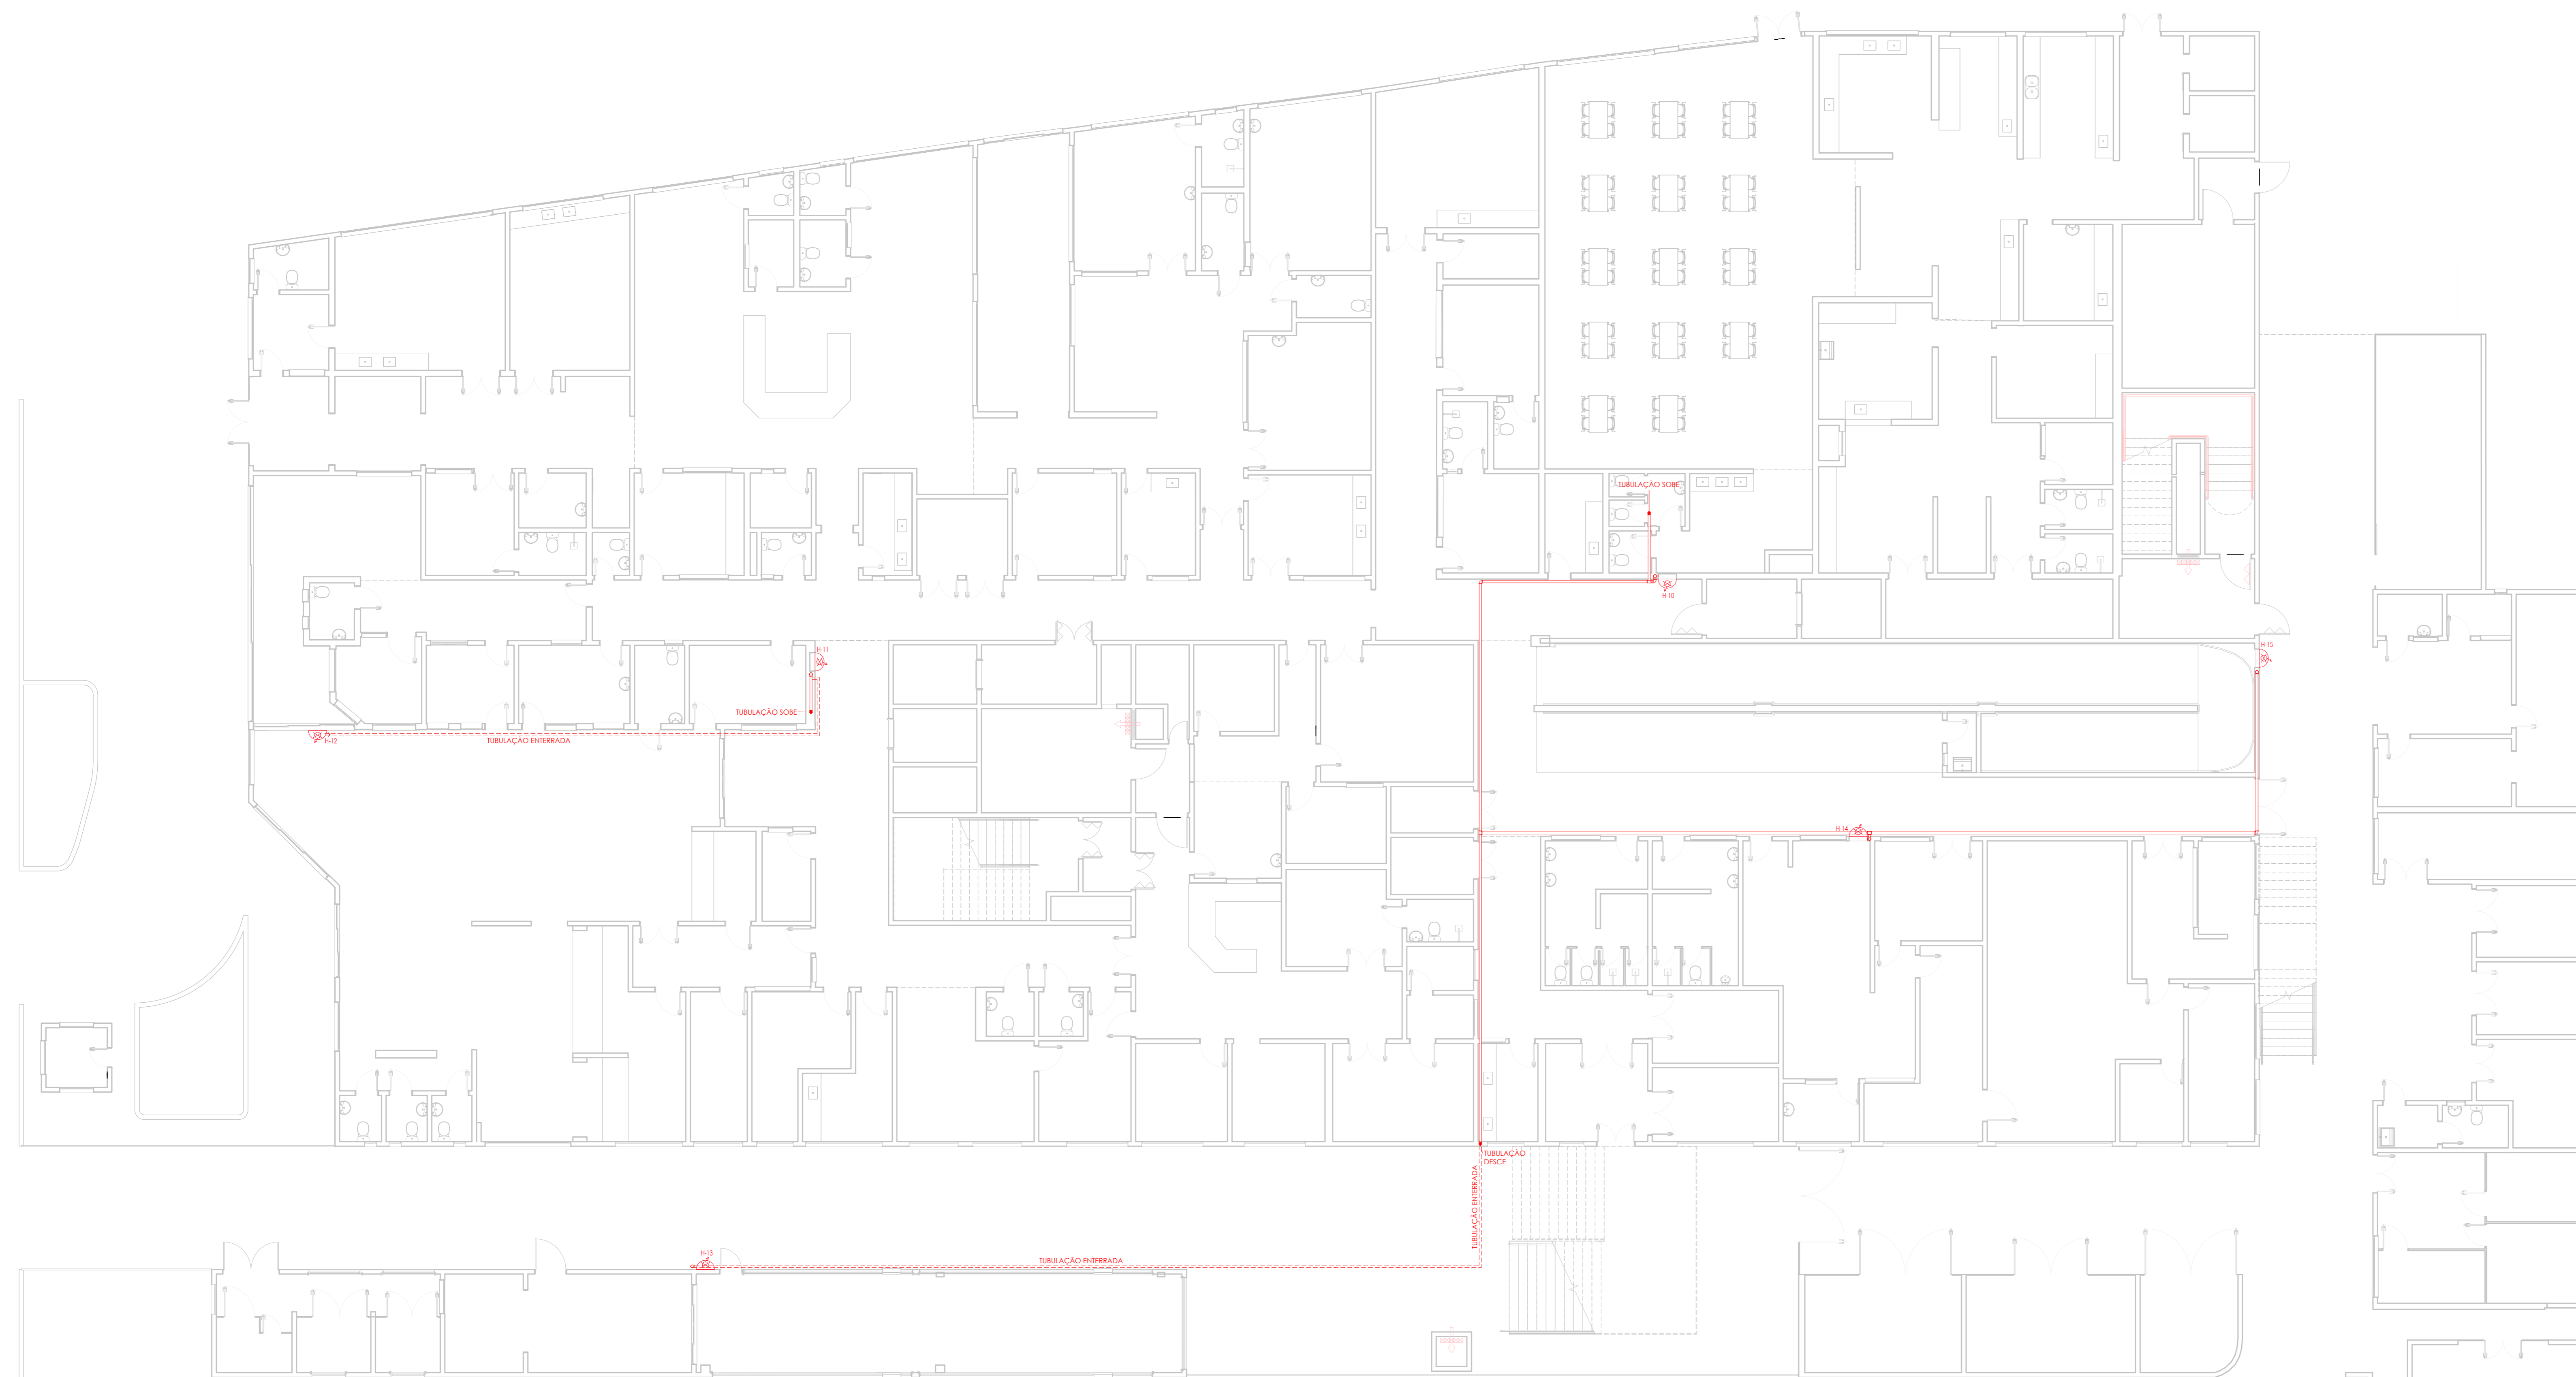 TUBULAÇÃO SOBE
H-10
H-11
H-15
TUBULAÇÃO SOBE
H-12
TUBULAÇÃO ENTERRADA
H-14
TUBULAÇÃO
DESCE
TUBULAÇÃO ENTERRADA
H-13
TUBULAÇÃO ENTERRADA